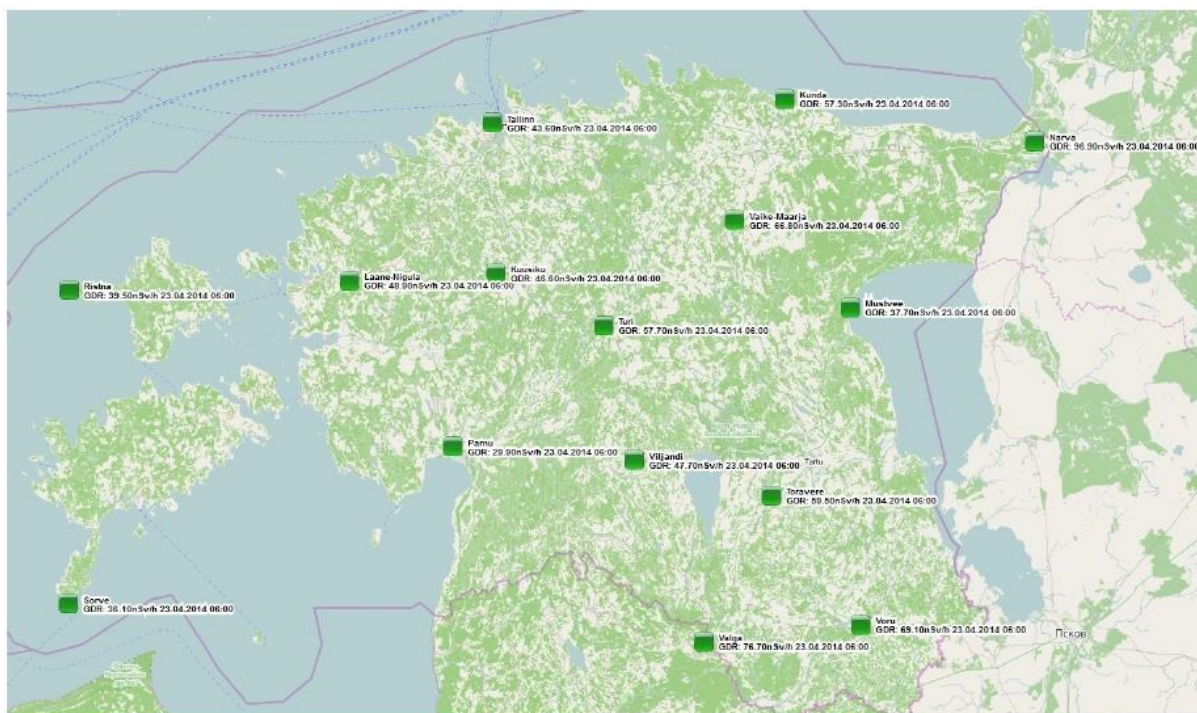 Kunda
GDR: 57.30nSv/h 23.04.2014 06:00
Tallinn
GDR: 43.60nSv/h 23.04.2014 06:00
Narva
GDR: 96.90nSv/h 23.04.2014 06:00
Vaike-Maarja
GDR: 66.80nSv/h 23.04.2014 06:00
Kuusiku
GDR: 46.60nSv/h 23.04.2014 06:00
Laane-Nigula
GDR: 48.90nSv/h 23.04.2014 06:00
Ristna
GDR: 39.50nSv/h 23.04.2014 06:00
Mustvee
GDR: 37.70nSv/h 23.04.2014 06:00
Turi
GDR: 57.70nSv/h 23.04.2014 06:00
Parnu
GDR: 29.90nSv/h 23.04.2014 06:00
Viljandi
GDR: 47.70nSv/h 23.04.2014 06:00
Tartu
Toravere
GDR: 59.50nSv/h 23.04.2014 06:00
Sorve
GDR: 36.10nSv/h 23.04.2014 06:00
Voru
GDR: 69.10nSv/h 23.04.2014 06:00
Псков
Valga
GDR: 76.70nSv/h 23.04.2014 06:00